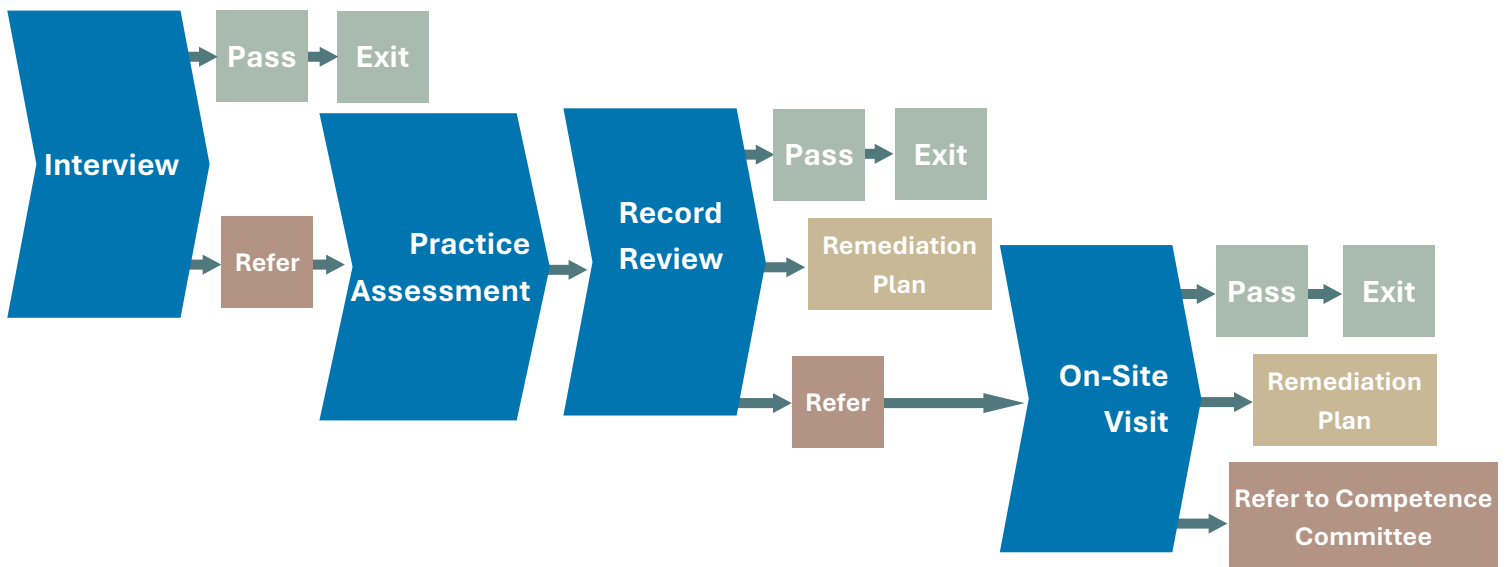 Pass
Exit
Interview
Refer
Practice
Assessment
Record
Review
Pass
Exit
Remediation
Plan
Refer
On-Site
Visit
Pass
Exit
Remediation
Plan
Refer to Competence
Committee